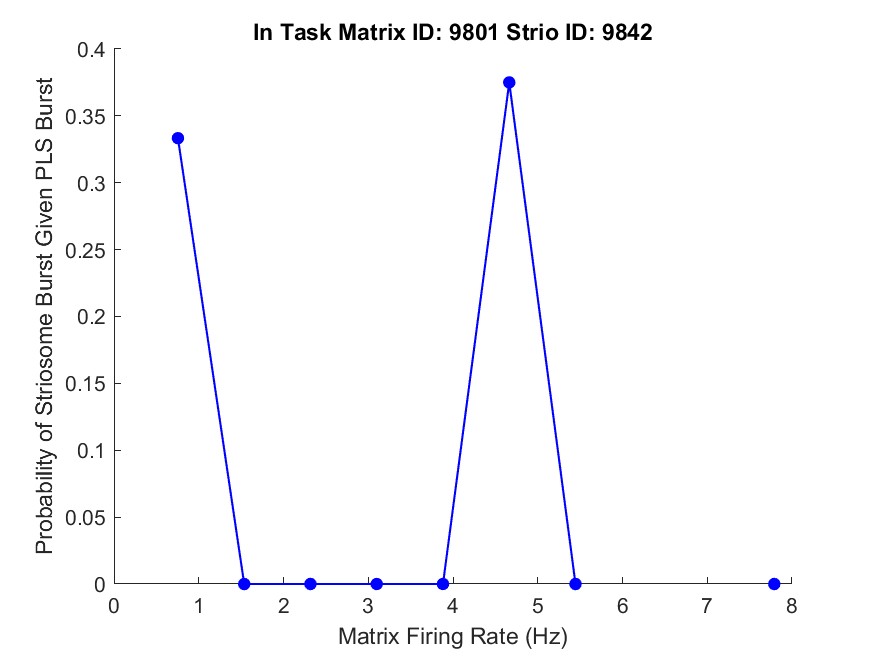 In Task Matrix ID: 9801 Strio ID: 9842
Probability of Striosome Burst Given PLS Burst
0.4
0.35
0.3
0.25
0.2
0.15
0.1
0.05
0
0 1 2 3 4 5 6 7 8
Matrix Firing Rate (Hz)